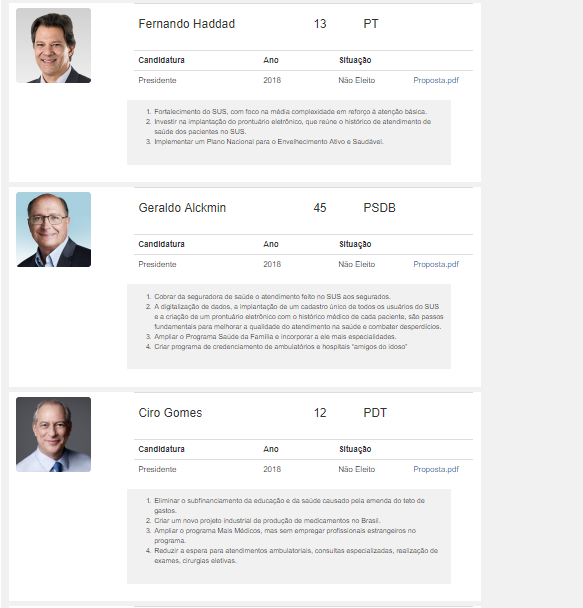 Fernando Haddad 13 PT
Candidatura Ano Situação
Presidente 2018 Não Eleito Proposta.pdf
1. Fortalecimento do SUS, com foco na média complexidade em reforço à atenção básica.
2. Investir na implantação do prontuário eletrônico, que reúne o histórico de atendimento de
saúde dos pacientes no SUS.
3. Implementar um Plano Nacional para o Envelhecimento Ativo e Saudável.
Geraldo Alckmin 45 PSDB
Candidatura Ano Situação
Presidente 2018 Não Eleito Proposta.pdf
1. Cobrar da seguradora de saúde o atendimento feito no SUS aos segurados.
2. A digitalização de dados, a implantação de um cadastro único de todos os usuários do SUS
e a criação de um prontuário eletrônico com o histórico médico de cada paciente, são passos
fundamentais para melhorar a qualidade do atendimento na saúde e combater desperdícios.
3. Ampliar o Programa Saúde da Família e incorporar a ele mais especialidades.
4. Criar programa de credenciamento de ambulatórios e hospitais "amigos do idoso"
Ciro Gomes 12 PDT
Candidatura Ano Situação
Presidente 2018 Não Eleito Proposta.pdf
1. Eliminar o subfinanciamento da educação e da saúde causado pela emenda do teto de
gastos.
2. Criar um novo projeto industrial de produção de medicamentos no Brasil.
3. Ampliar o programa Mais Médicos, mas sem empregar profissionais estrangeiros no
programa.
4. Reduzir a espera para atendimentos ambulatoriais, consultas especializadas, realização de
exames, cirurgias eletivas.